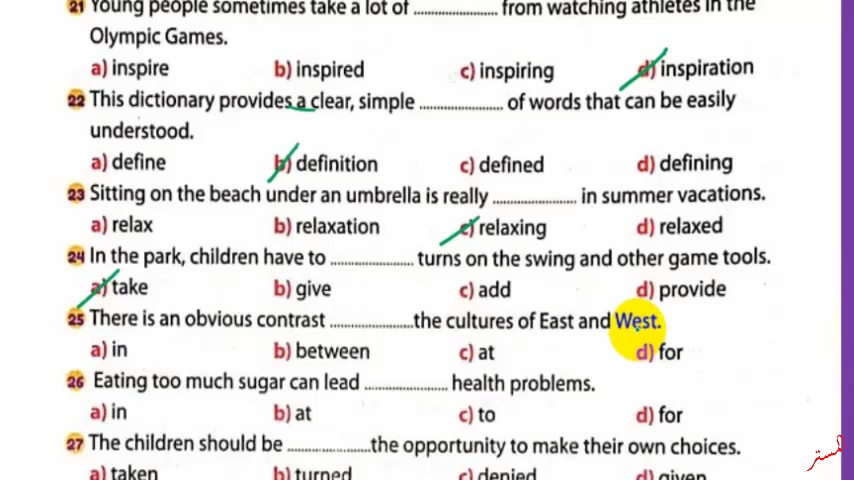 21 Young people sometimes take a lot of .................... from watching athletes in the
Olympic Games.
a) inspire b) inspired c) inspiring d) inspiration
22 This dictionary provides a clear, simple .................... of words that can be easily
understood.
a) define b) definition c) defined d) defining
23 Sitting on the beach under an umbrella is really .................... in summer vacations.
a) relax b) relaxation c) relaxing d) relaxed
24 In the park, children have to .................... turns on the swing and other game tools.
a) take b) give c) add d) provide
25 There is an obvious contrast ....................the cultures of East and West.
a) in b) between c) at d) for
26 Eating too much sugar can lead .................... health problems.
a) in b) at c) to d) for
27 The children should be ....................the opportunity to make their own choices.
a) taken b) turned c) denied d) given